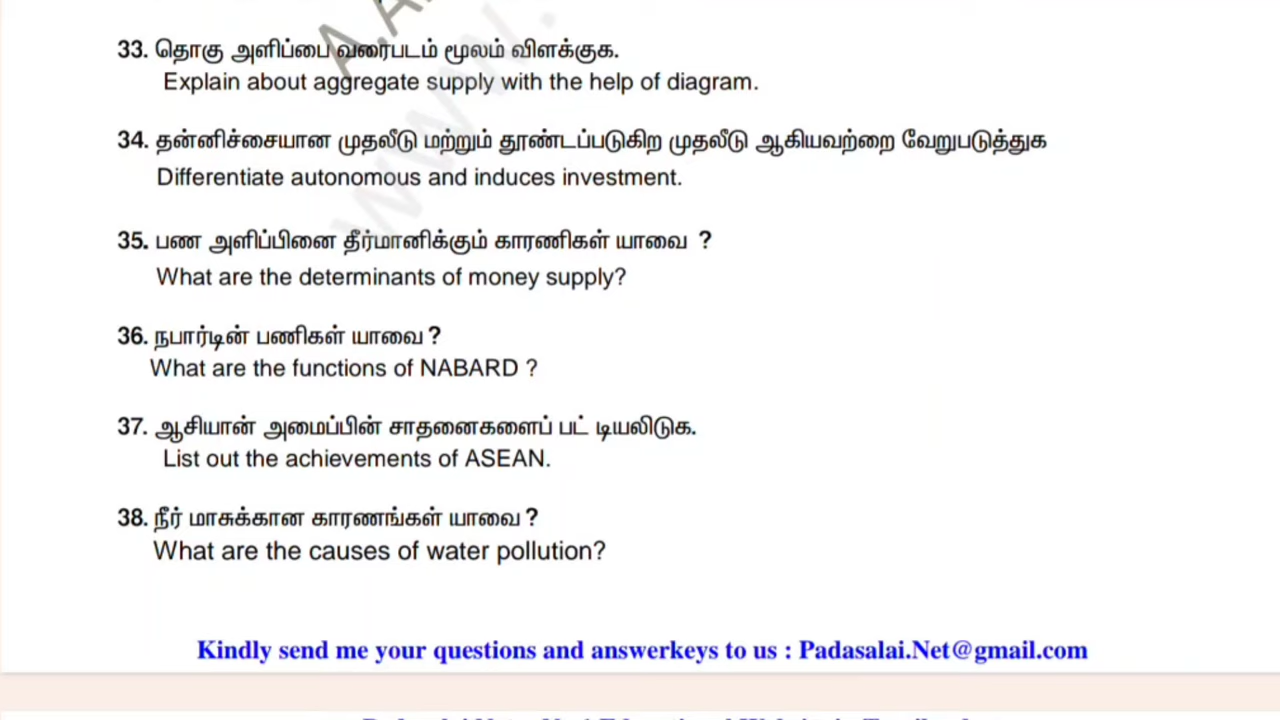 33. தொகு அளிப்பை வரைபடம் மூலம் விளக்குக.
Explain about aggregate supply with the help of diagram.
34. தன்னிச்சையான முதலீடு மற்றும் தூண்டப்படுகிற முதலீடு ஆகியவற்றை வேறுபடுத்துக
Differentiate autonomous and induces investment.
35. பண அளிப்பினை தீர்மானிக்கும் காரணிகள் யாவை ?
What are the determinants of money supply?
36. நபார்டின் பணிகள் யாவை ?
What are the functions of NABARD ?
37. ஆசியான் அமைப்பின் சாதனைகளைப் பட் டியலிடுக.
List out the achievements of ASEAN.
38. நீர் மாசுக்கான காரணங்கள் யாவை ?
What are the causes of water pollution?
Kindly send me your questions and answerkeys to us : Padasalai.Net@gmail.com